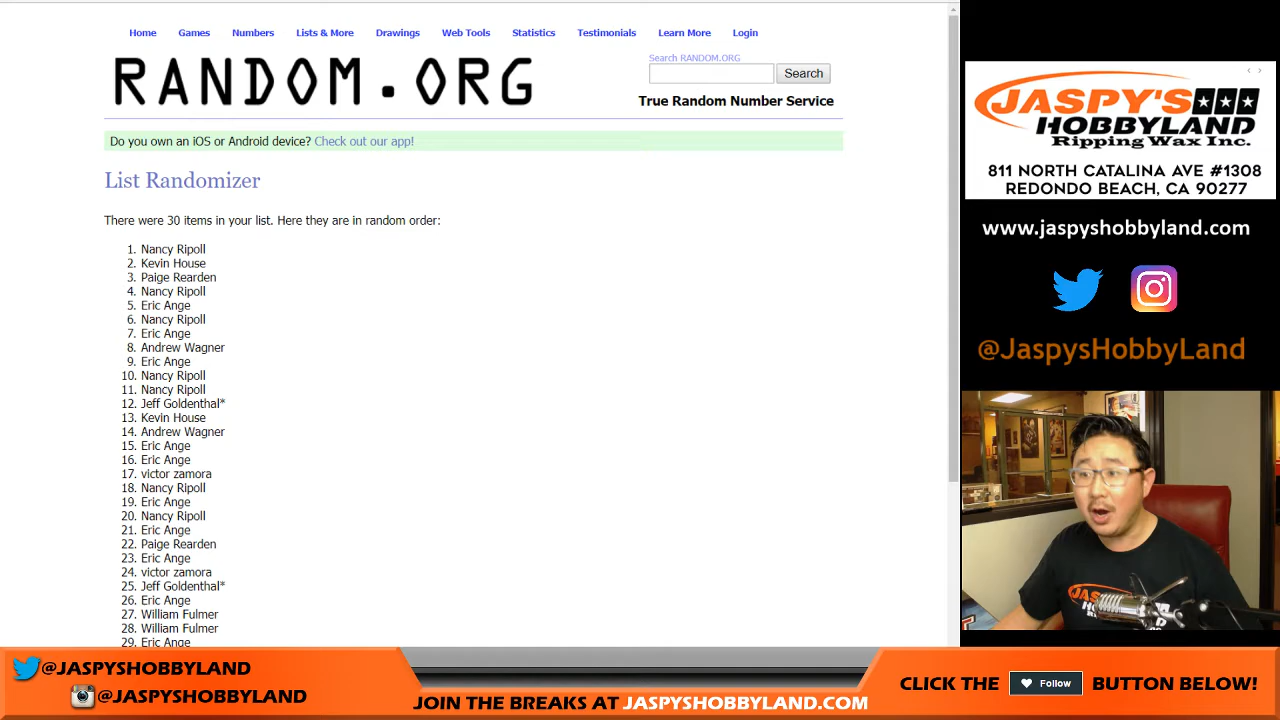 Home Games Numbers Lists & More Drawings Web Tools Statistics Testimonials Learn More Login
RANDOM.ORG
Search RANDOM.ORG
Search
True Random Number Service
Do you own an iOS or Android device? Check out our app!
List Randomizer
There were 30 items in your list. Here they are in random order:
1. Nancy Ripoll
2. Kevin House
3. Paige Rearden
4. Nancy Ripoll
5. Eric Ange
6. Nancy Ripoll
7. Eric Ange
8. Andrew Wagner
9. Eric Ange
10. Nancy Ripoll
11. Nancy Ripoll
12. Jeff Goldenthal*
13. Kevin House
14. Andrew Wagner
15. Eric Ange
16. Eric Ange
17. victor zamora
18. Nancy Ripoll
19. Eric Ange
20. Nancy Ripoll
21. Eric Ange
22. Paige Rearden
23. Eric Ange
24. victor zamora
25. Jeff Goldenthal*
26. Eric Ange
27. William Fulmer
28. William Fulmer
29. Eric Ange
JASPY'S
HOBBYLAND
Ripping Wax Inc.
811 NORTH CATALINA AVE #1308
REDONDO BEACH, CA 90277
www.jaspyshobbyland.com
@JaspysHobbyLand
@JASPYSHOBBYLAND
@JASPYSHOBBYLAND
JOIN THE BREAKS AT JASPYSHOBBYLAND.COM
CLICK THE Follow BUTTON BELOW!